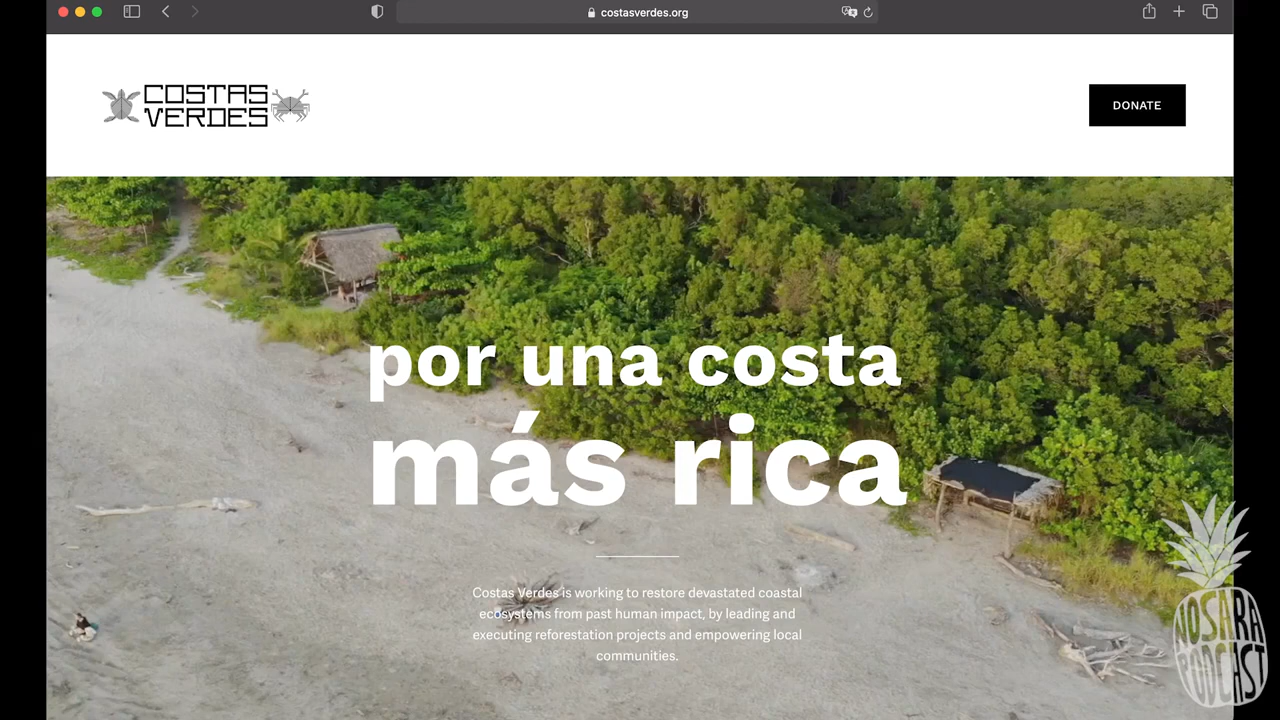 costasverdes.org
COSTAS
VERDES
DONATE
por una costa
más rica
Costas Verdes is working to restore devastated coastal
ecosystems from past human impact, by leading and
executing reforestation projects and empowering local
communities.
NOSARA
PODCAST